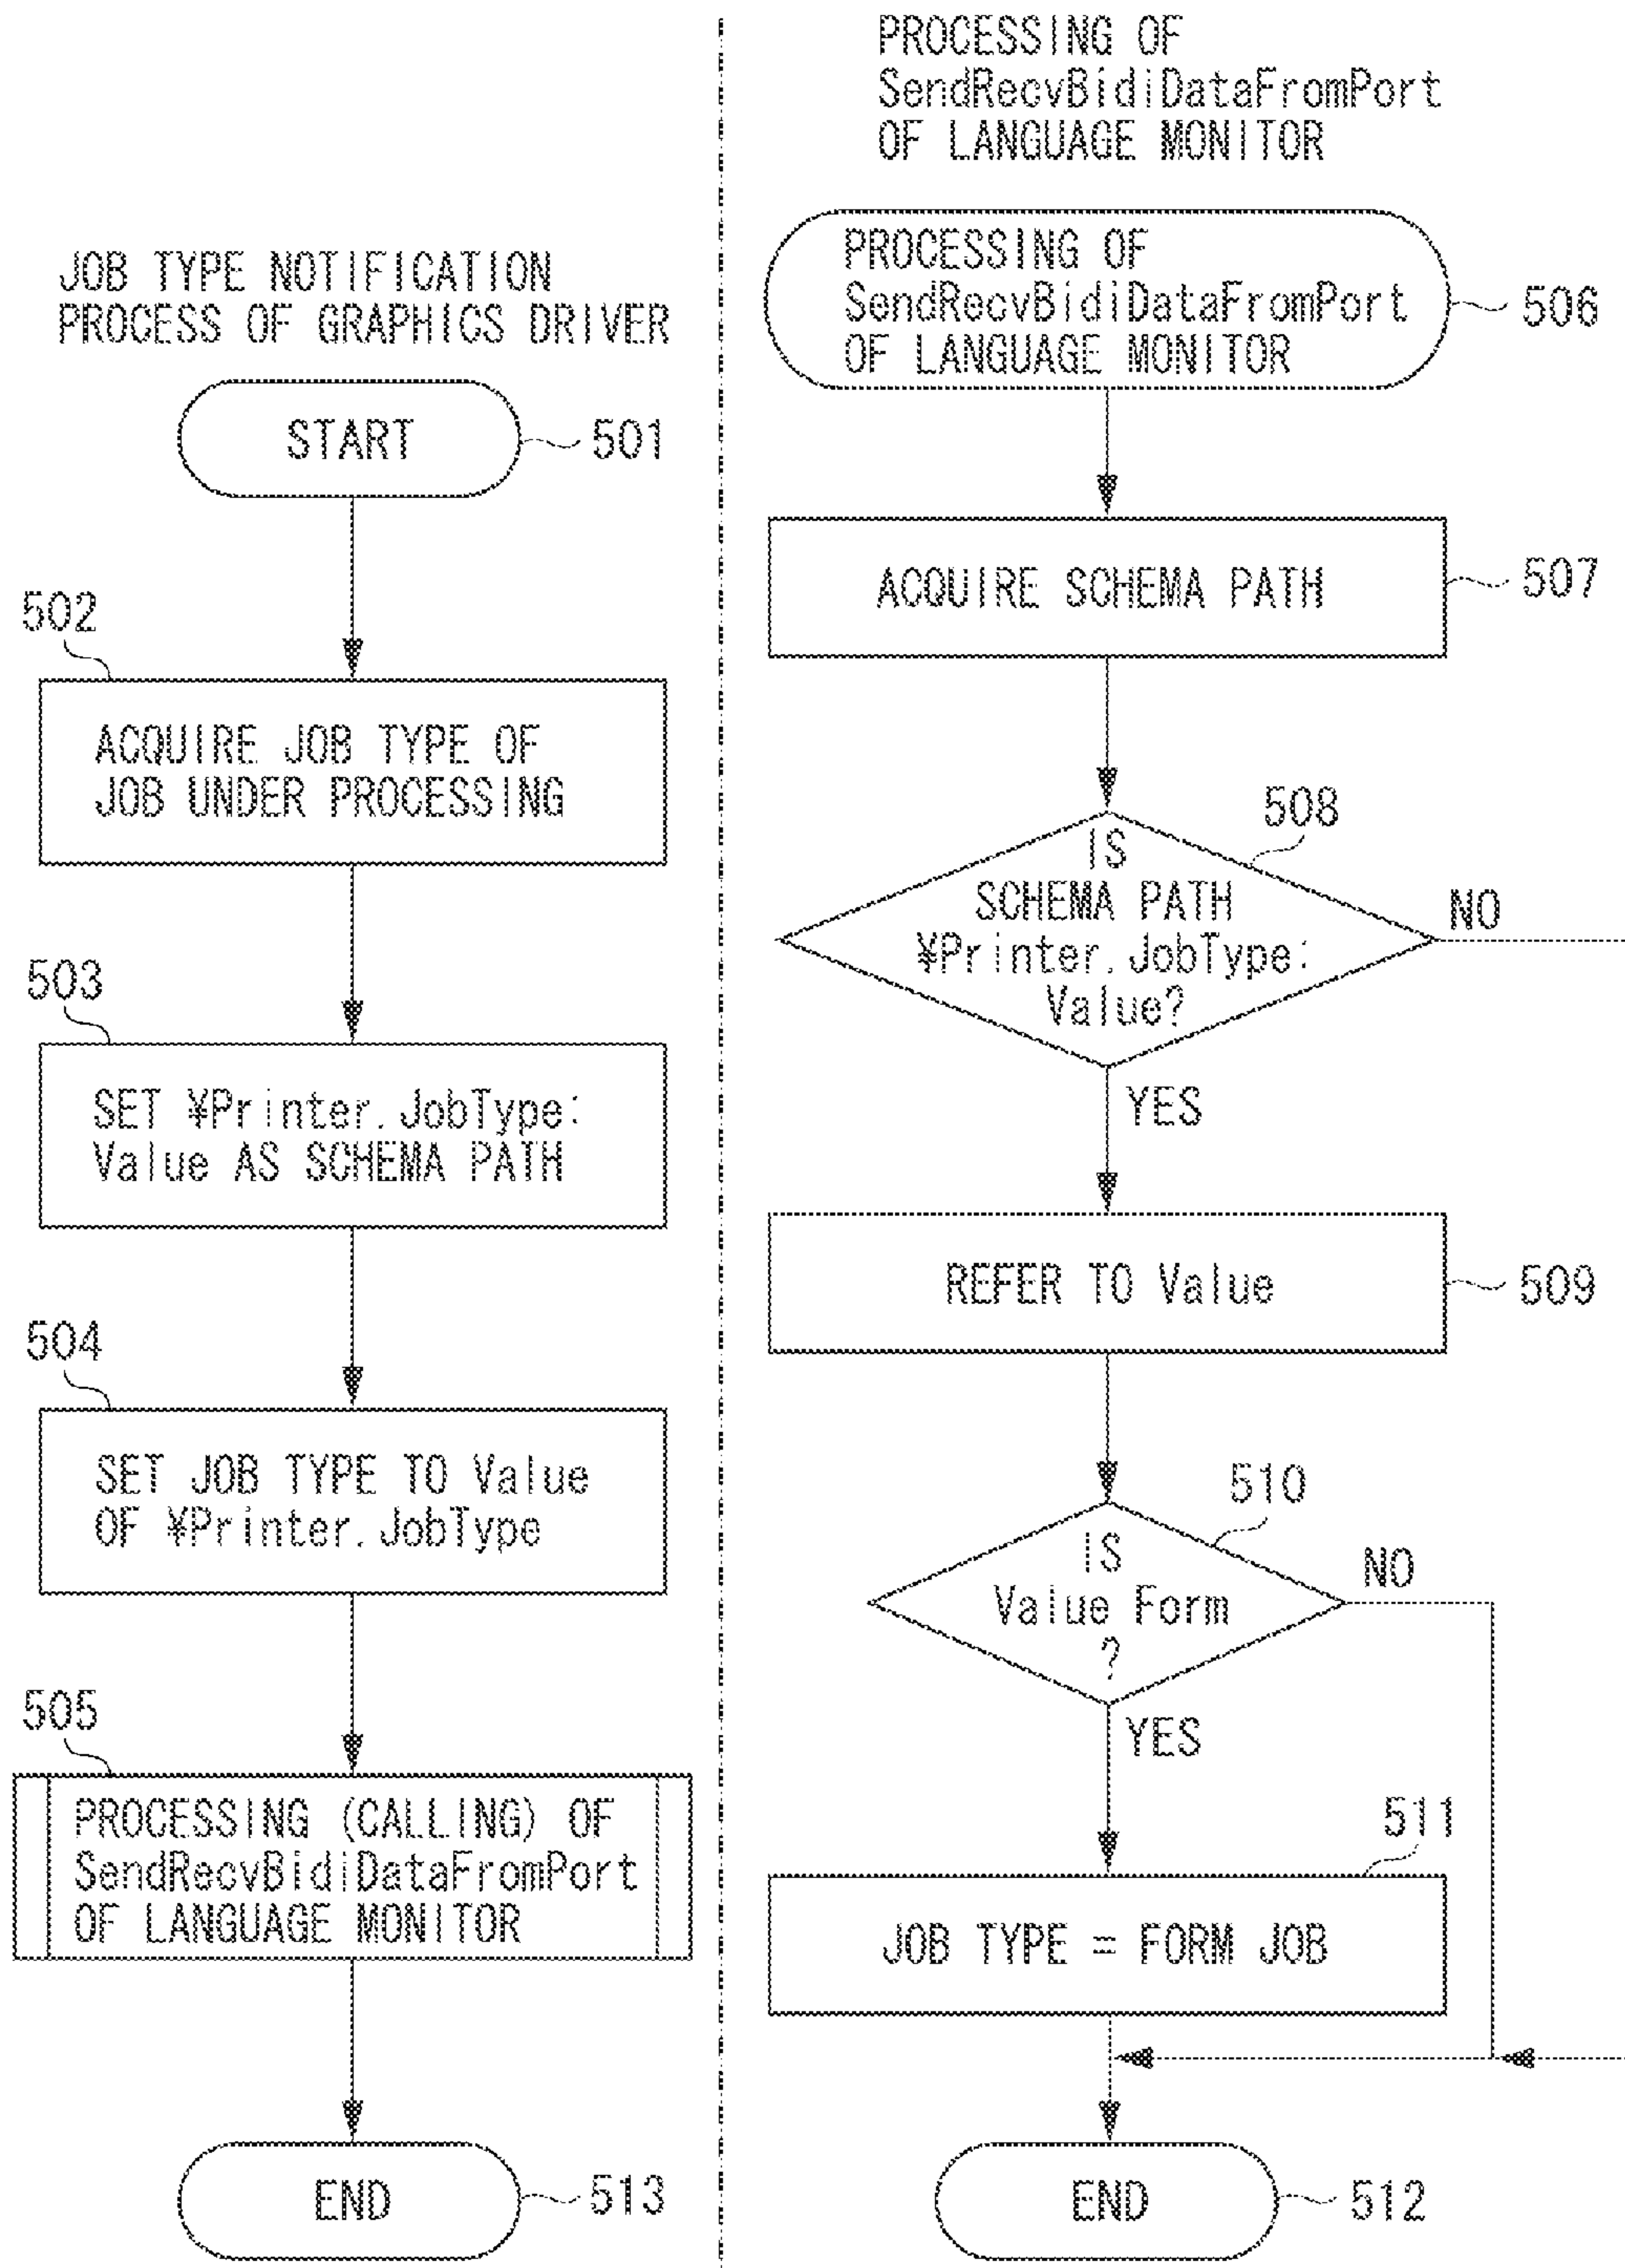 JOB TYPE NOTIFICATION
PROCESS OF GRAPHICS DRIVER
START
501
502
ACQUIRE JOB TYPE OF
JOB UNDER PROCESSING
503
SET ¥Printer.JobType:
Value AS SCHEMA PATH
504
SET JOB TYPE TO Value
OF ¥Printer.JobType
505
PROCESSING (CALLING) OF
SendRecvBidiDataFromPort
OF LANGUAGE MONITOR
END
513
PROCESSING OF
SendRecvBidiDataFromPort
OF LANGUAGE MONITOR
PROCESSING OF
SendRecvBidiDataFromPort
OF LANGUAGE MONITOR
506
ACQUIRE SCHEMA PATH
507
508
IS
SCHEMA PATH
¥Printer.JobType:
Value?
NO
YES
REFER TO Value
509
510
IS
Value Form
?
NO
YES
511
JOB TYPE = FORM JOB
END
512